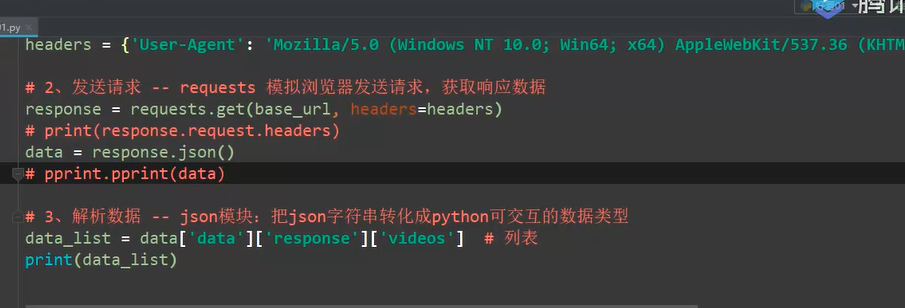 01.py
headers = {'User-Agent': 'Mozilla/5.0 (Windows NT 10.0; Win64; x64) AppleWebKit/537.36 (KHTM
# 2、发送请求 -- requests 模拟浏览器发送请求，获取响应数据
response = requests.get(base_url, headers=headers)
# print(response.request.headers)
data = response.json()
# pprint.pprint(data)
# 3、解析数据 -- json模块：把json字符串转化成python可交互的数据类型
data_list = data['data']['response']['videos']  # 列表
print(data_list)